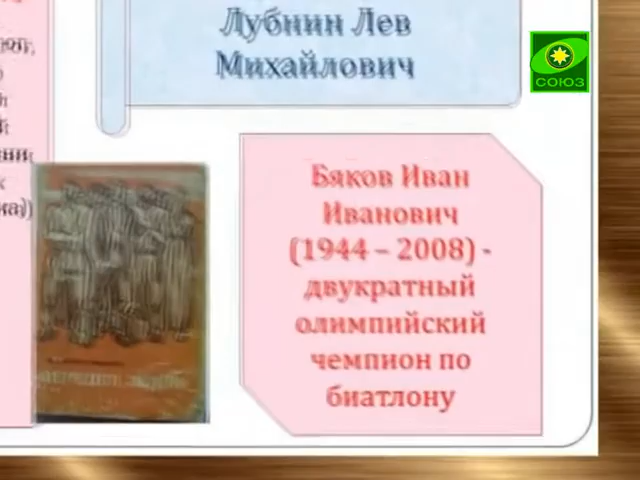 Лубнин Лев
Михайлович
СОЮЗ
Бяков Иван
Иванович
(1944 – 2008) -
двукратный
олимпийский
чемпион по
биатлону